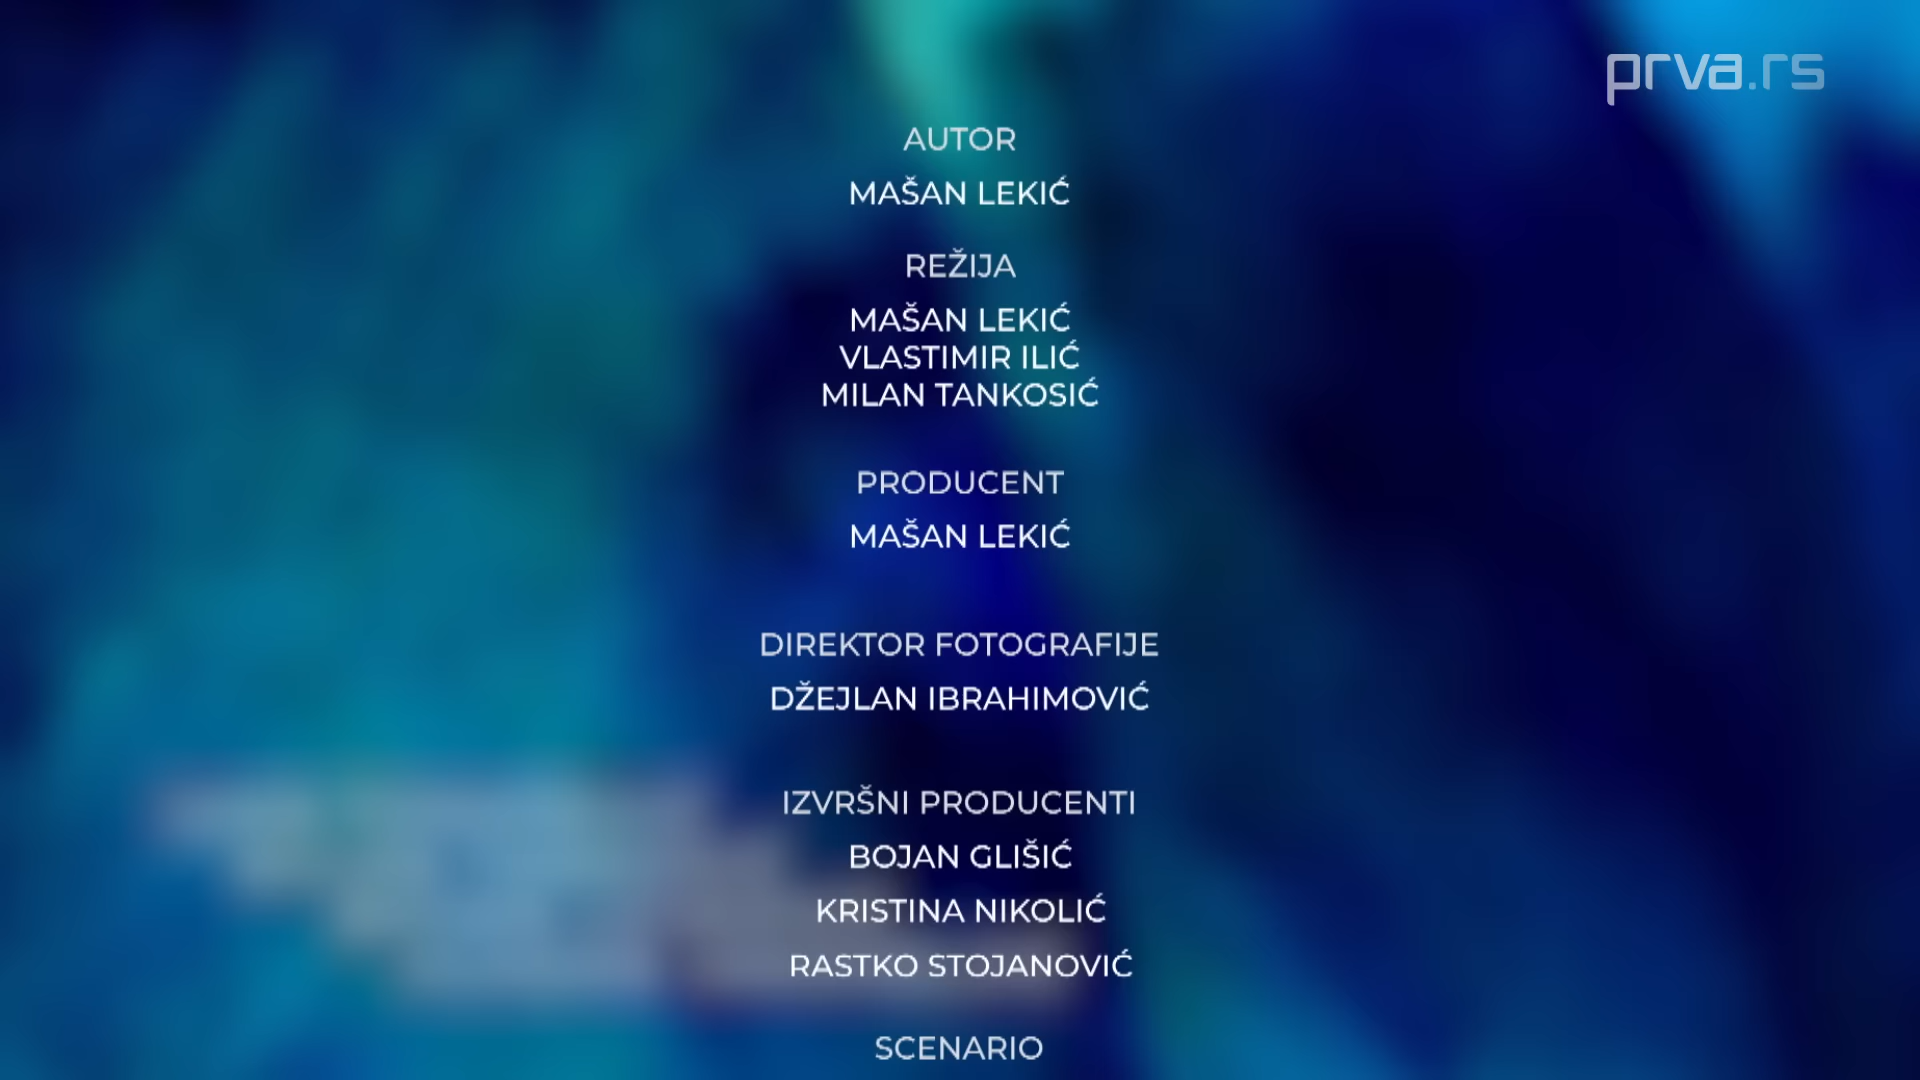 prva.rs
AUTOR
MAŠAN LEKIĆ
REŽIJA
MAŠAN LEKIĆ
VLASTIMIR ILIĆ
MILAN TANKOSIĆ
PRODUCENT
MAŠAN LEKIĆ
DIREKTOR FOTOGRAFIJE
DŽEJLAN IBRAHIMOVIĆ
IZVRŠNI PRODUCENTI
BOJAN GLIŠIĆ
KRISTINA NIKOLIĆ
RASTKO STOJANOVIĆ
SCENARIO